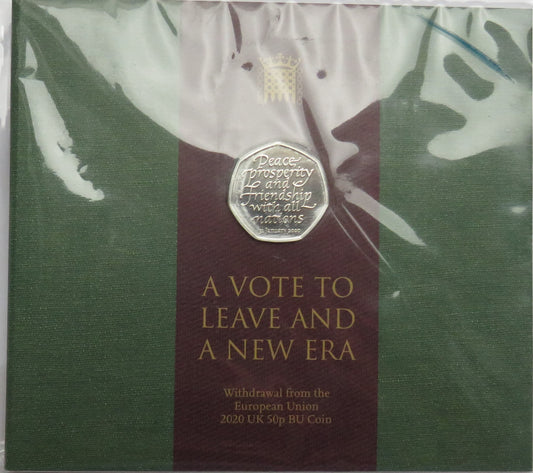 Peace
prosperity
and
friendship
with all
nations
31 January 2020
A VOTE TO
LEAVE AND
A NEW ERA
Withdrawal from the
European Union
2020 UK 50p BU Coin